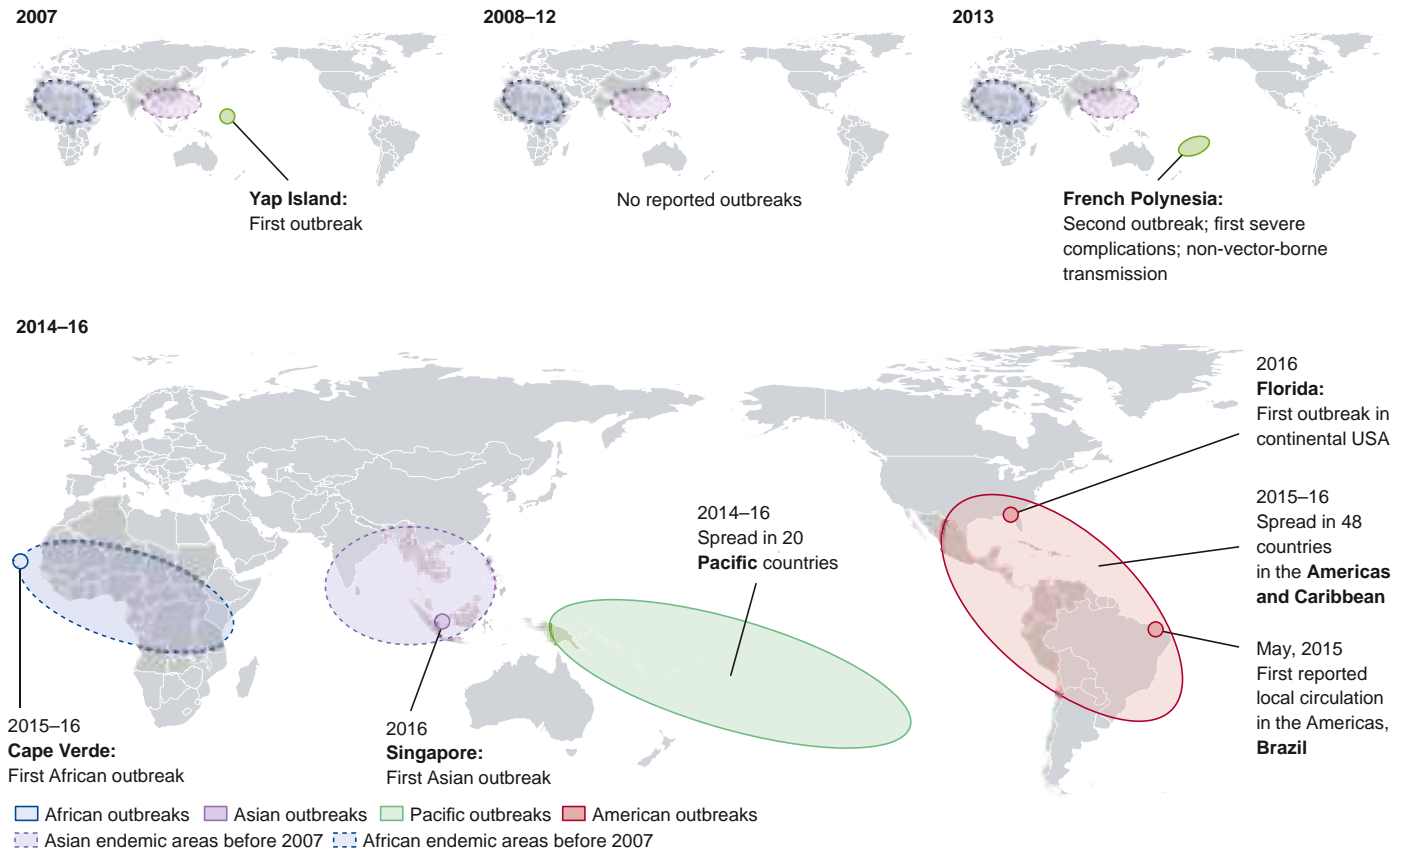 2007
Yap Island:
First outbreak
2008–12
No reported outbreaks
2013
French Polynesia:
Second outbreak; first severe
complications; non-vector-borne
transmission
2014–16
2015–16
Cape Verde:
First African outbreak
2016
Singapore:
First Asian outbreak
2014–16
Spread in 20
Pacific countries
2016
Florida:
First outbreak in
continental USA
2015–16
Spread in 48
countries
in the Americas
and Caribbean
May, 2015
First reported
local circulation
in the Americas,
Brazil
African outbreaks Asian outbreaks Pacific outbreaks American outbreaks
Asian endemic areas before 2007 African endemic areas before 2007